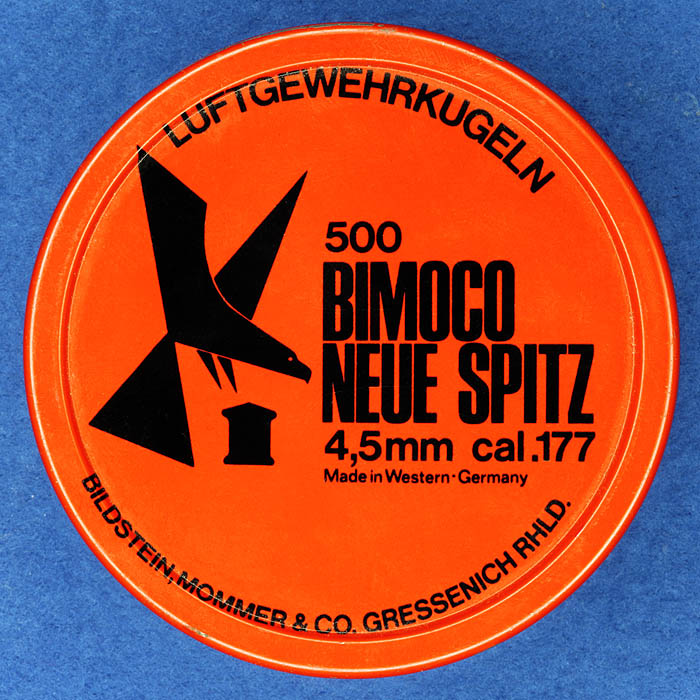 LUFTGEWEHRKUGELN
500
BIMOCO
NEUE SPITZ
4,5mm cal.177
Made in Western-Germany
BILDSTEIN, MOMMER & CO. GRESSENICH RHLD.